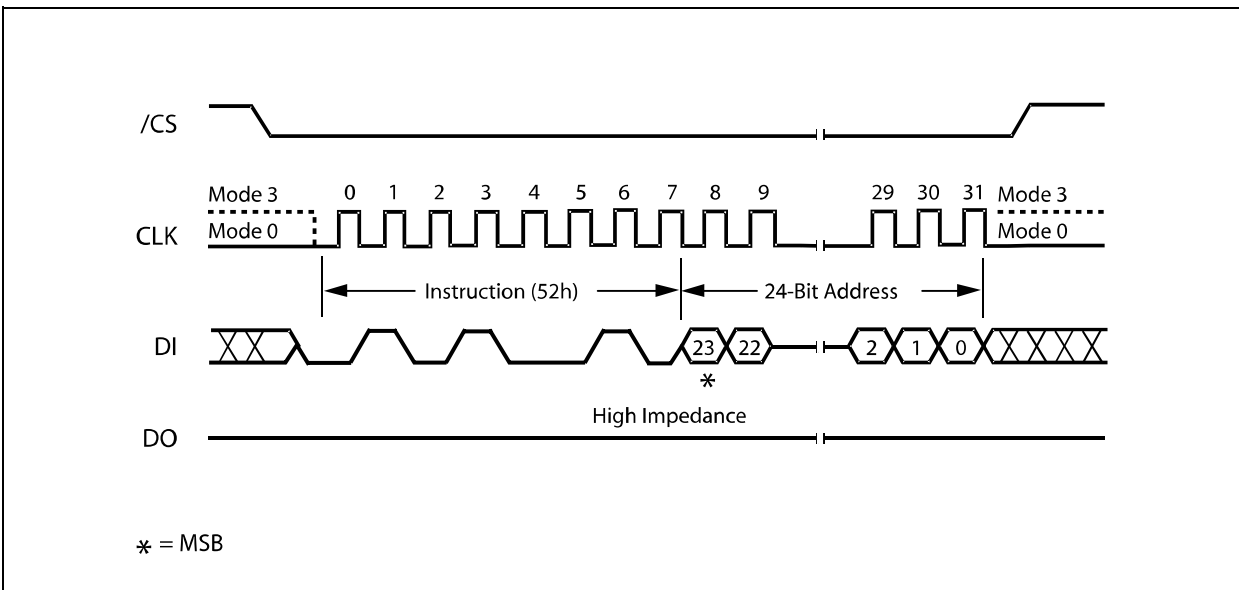 /CS
Mode 3
0 1 2 3 4 5 6 7 8 9 29 30 31
Mode 3
CLK
Mode 0
Mode 0
Instruction (52h)
24-Bit Address
DI
23 22 2 1 0
*
High Impedance
DO
* = MSB